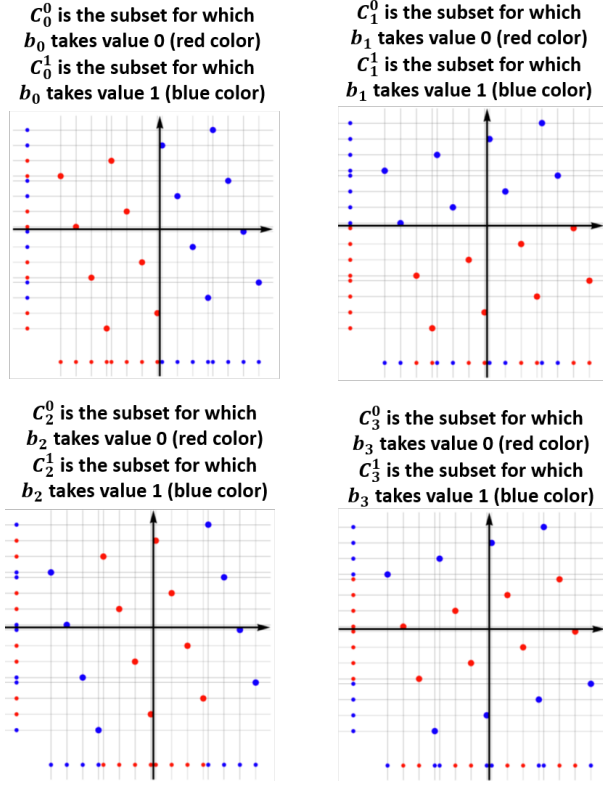 C₀⁰ is the subset for which
b₀ takes value 0 (red color)
C₀¹ is the subset for which
b₀ takes value 1 (blue color)
C₁⁰ is the subset for which
b₁ takes value 0 (red color)
C₁¹ is the subset for which
b₁ takes value 1 (blue color)
C₂⁰ is the subset for which
b₂ takes value 0 (red color)
C₂¹ is the subset for which
b₂ takes value 1 (blue color)
C₃⁰ is the subset for which
b₃ takes value 0 (red color)
C₃¹ is the subset for which
b₃ takes value 1 (blue color)